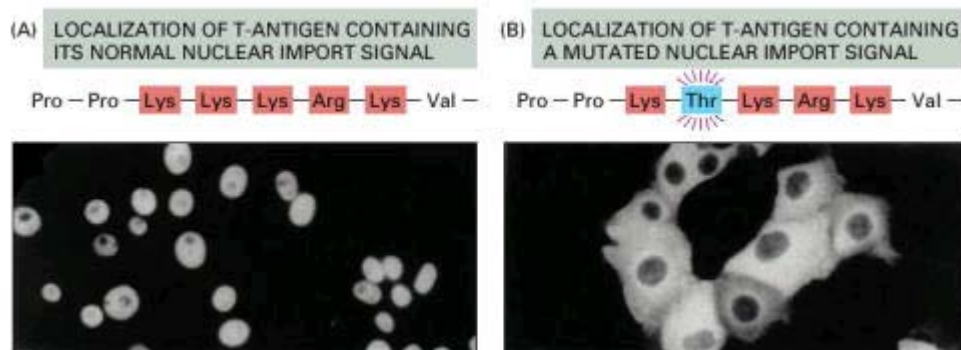 (A) LOCALIZATION OF T-ANTIGEN CONTAINING
ITS NORMAL NUCLEAR IMPORT SIGNAL
Pro — Pro — Lys — Lys — Lys — Arg — Lys — Val —
(B) LOCALIZATION OF T-ANTIGEN CONTAINING
A MUTATED NUCLEAR IMPORT SIGNAL
Pro — Pro — Lys — Thr — Lys — Arg — Lys — Val —